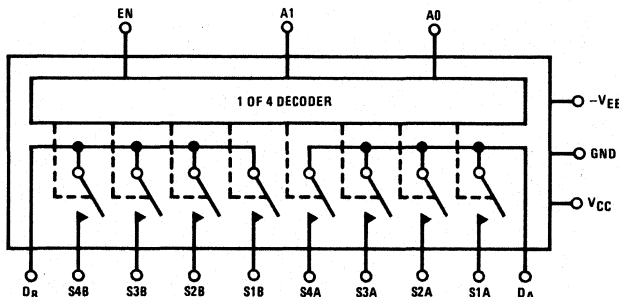 EN A1 A0
1 OF 4 DECODER
-VEE
GND
VCC
DB S4B S3B S2B S1B S4A S3A S2A S1A DA